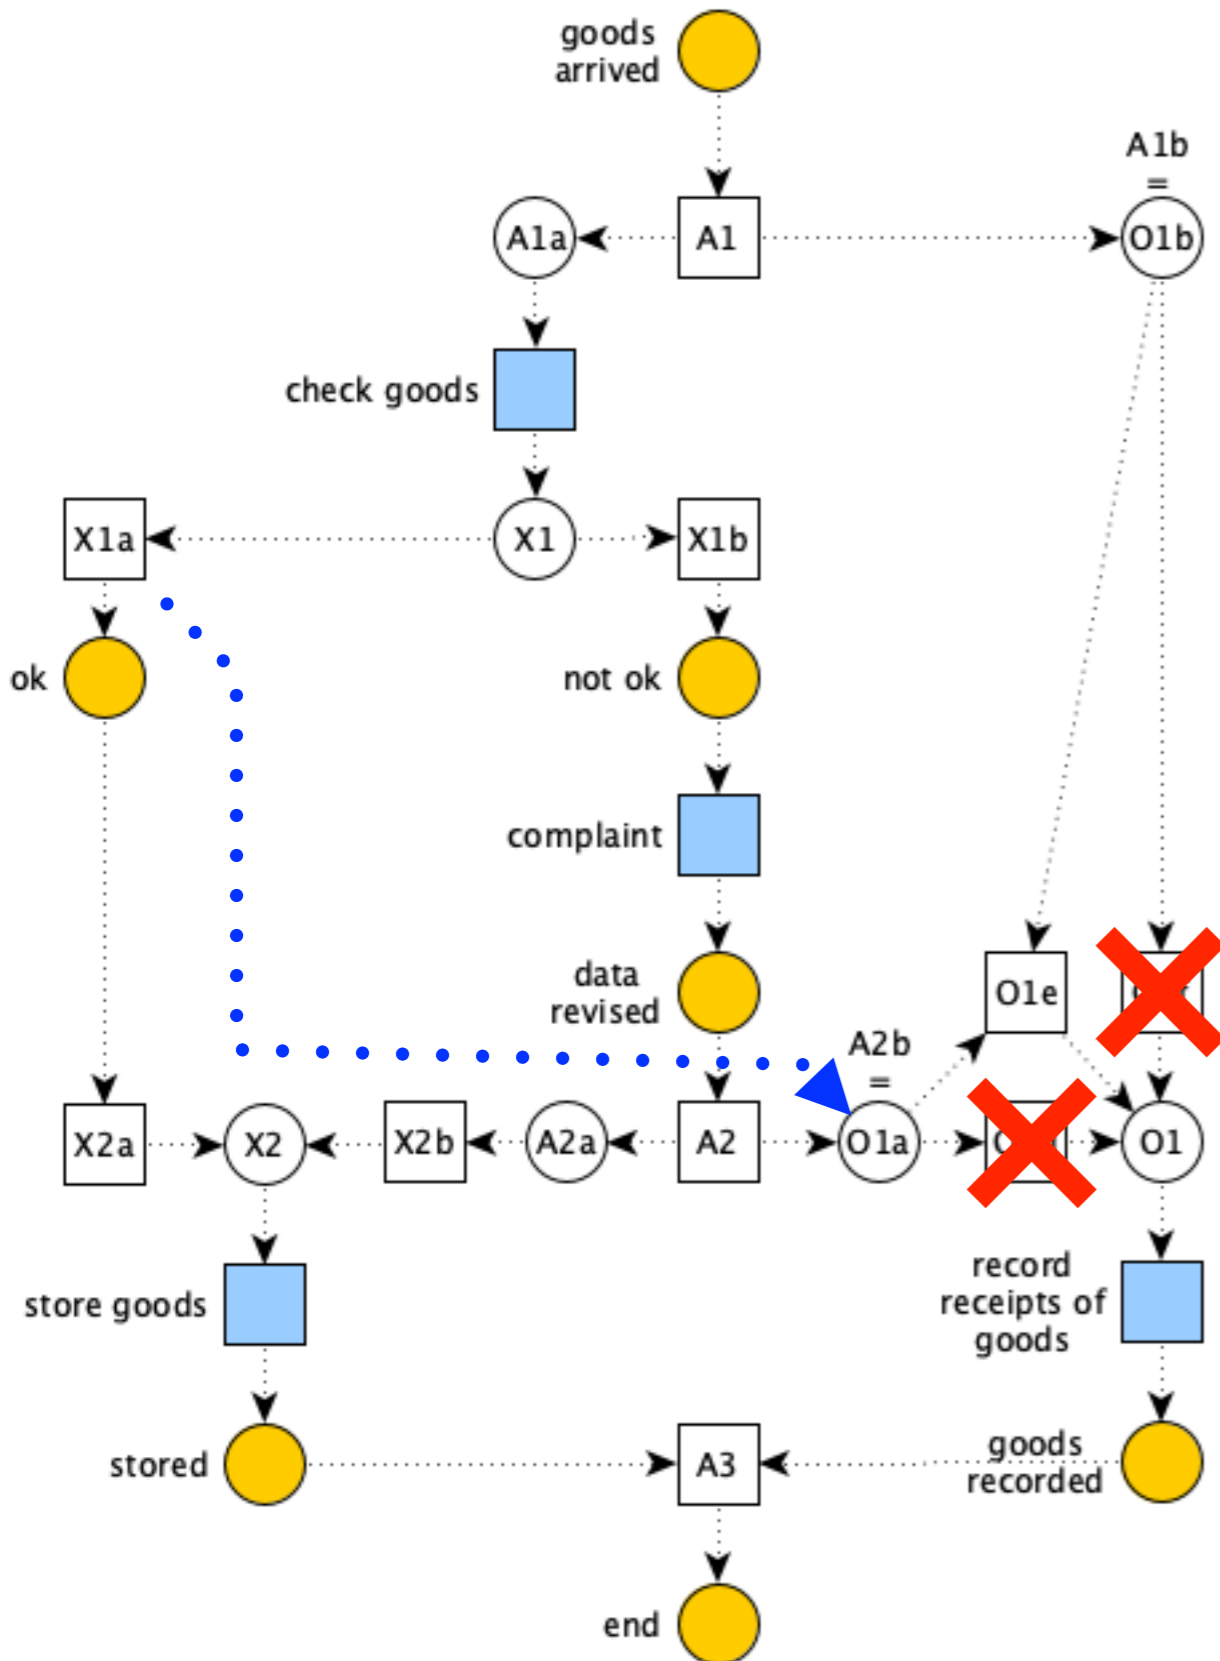 goods
arrived
A1b
=
A1a
A1
O1b
check goods
X1a
X1
X1b
ok
not ok
complaint
data
revised
O1e
A2b
=
X2a
X2
X2b
A2a
A2
O1a
O1
store goods
record
receipts of
goods
stored
A3
goods
recorded
end